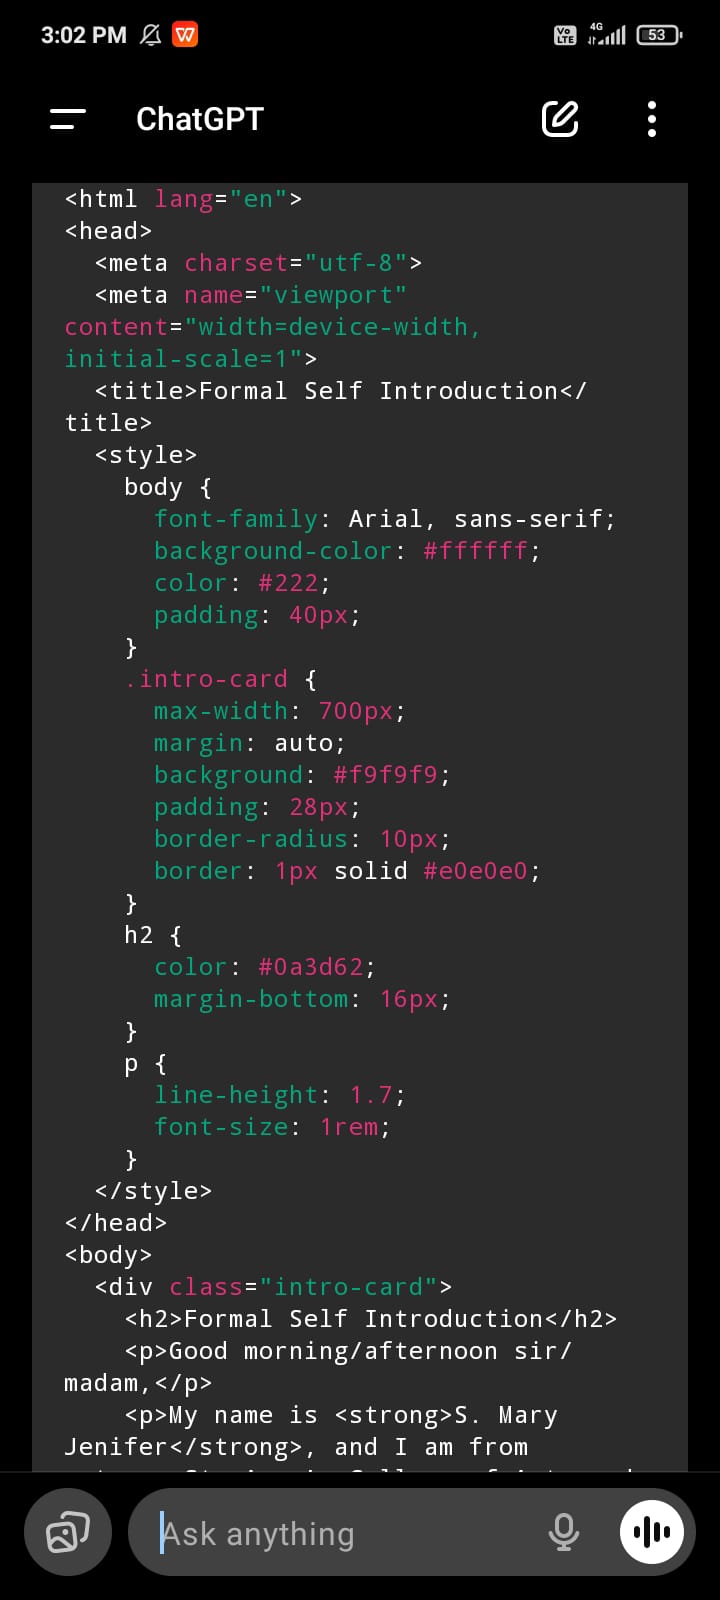 3:02 PM
Vo LTE 4G 53
ChatGPT
<html lang="en">
<head>
<meta charset="utf-8">
<meta name="viewport"
content="width=device-width,
initial-scale=1">
<title>Formal Self Introduction</
title>
<style>
body {
font-family: Arial, sans-serif;
background-color: #ffffff;
color: #222;
padding: 40px;
}
.intro-card {
max-width: 700px;
margin: auto;
background: #f9f9f9;
padding: 28px;
border-radius: 10px;
border: 1px solid #e0e0e0;
}
h2 {
color: #0a3d62;
margin-bottom: 16px;
}
p {
line-height: 1.7;
font-size: 1rem;
}
</style>
</head>
<body>
<div class="intro-card">
<h2>Formal Self Introduction</h2>
<p>Good morning/afternoon sir/
madam,</p>
<p>My name is <strong>S. Mary
Jenifer</strong>, and I am from
Ask anything